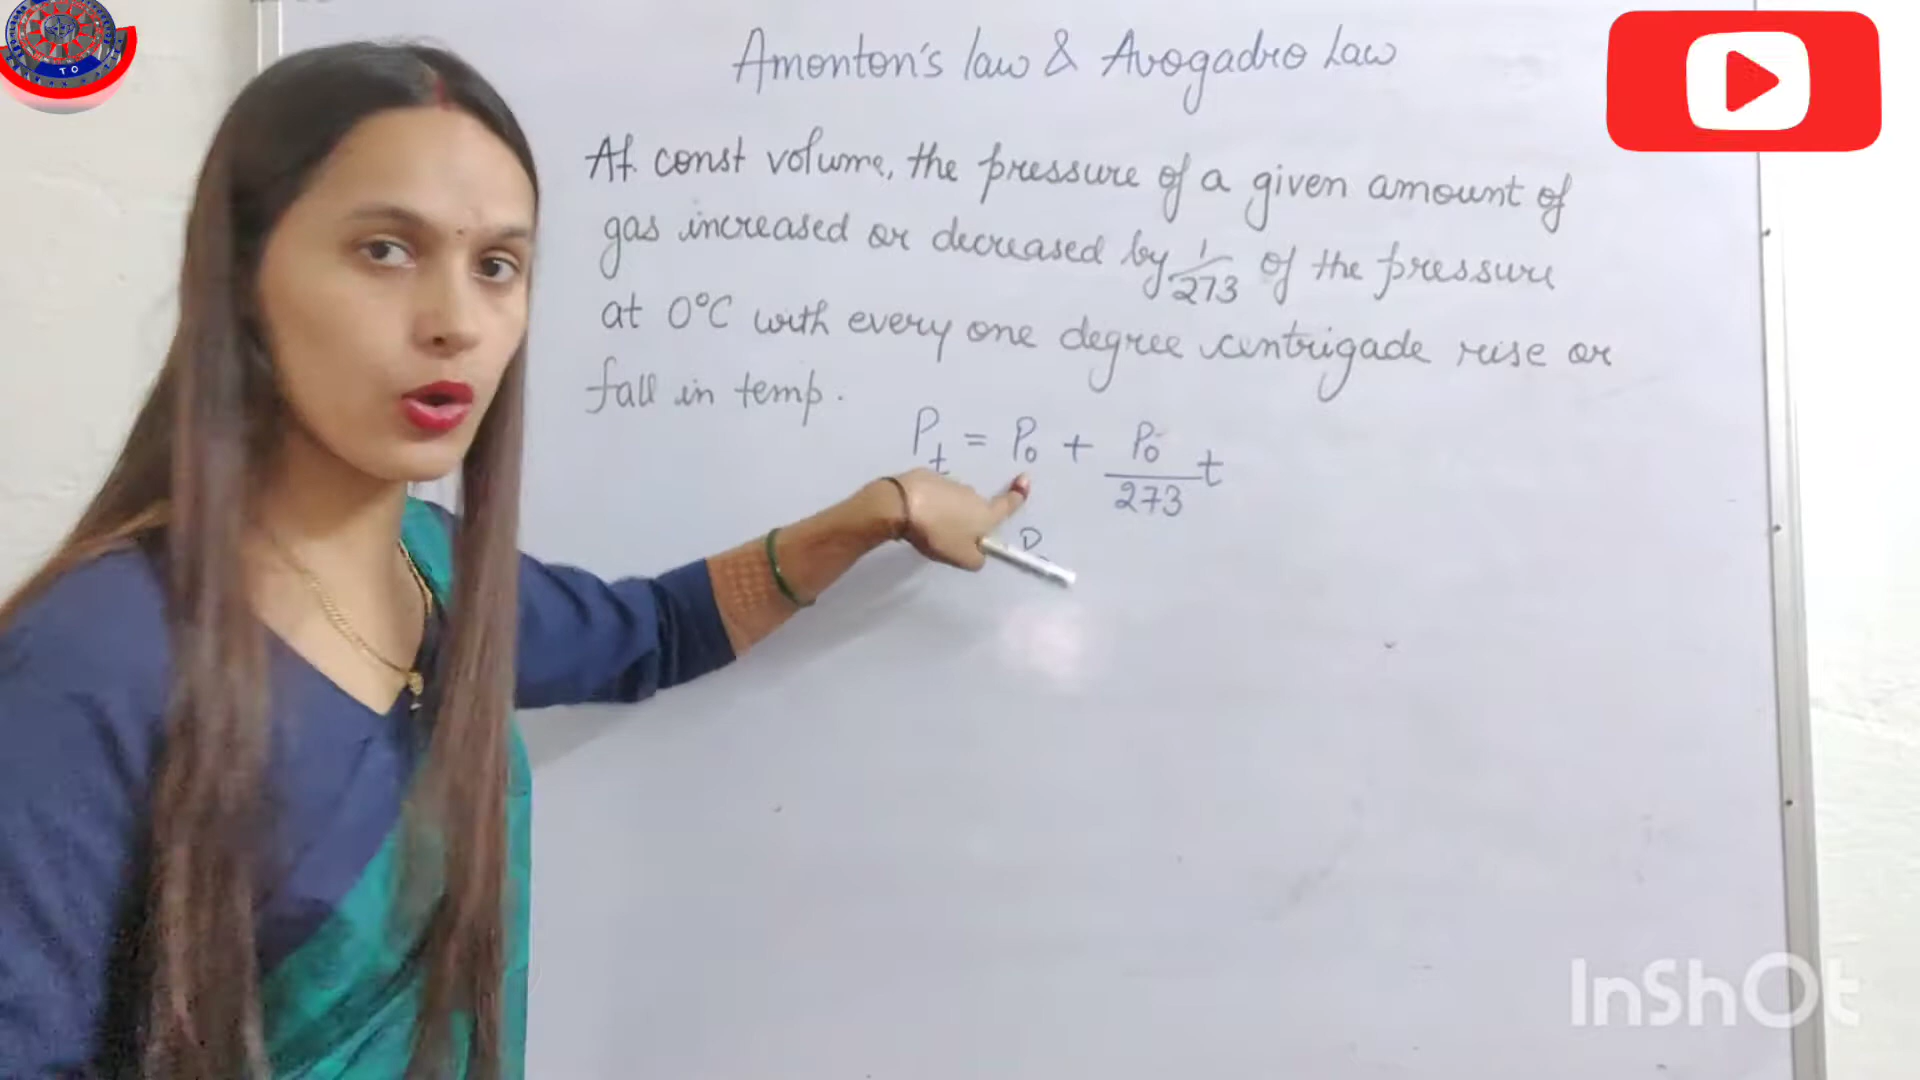 TO
Amonton's law & Avogadro Law
At const volume, the pressure of a given amount of
gas increased or decreased by 1/273 of the pressure
at 0°C with every one degree centrigade rise or
fall in temp.
Pt = P0 + P0/273 t
P
InShOt